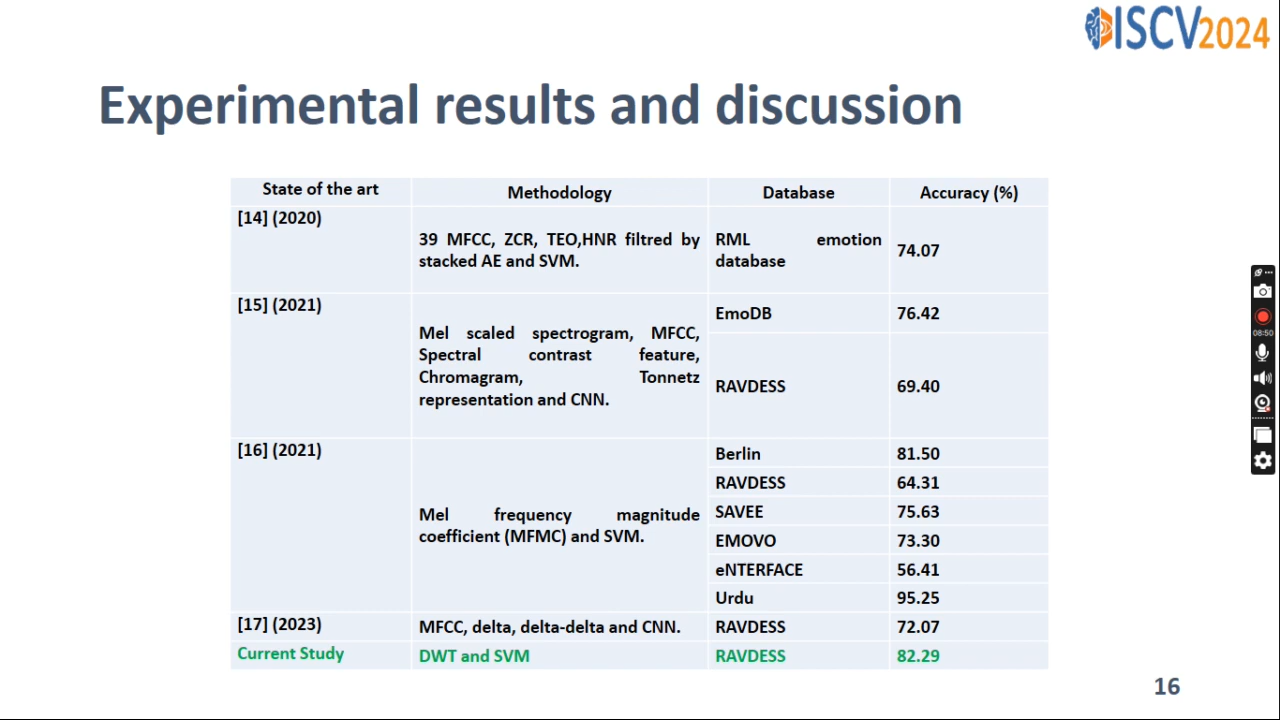 ISCV2024
Experimental results and discussion
State of the art
Methodology
Database
Accuracy (%)
[14] (2020)
39 MFCC, ZCR, TEO,HNR filtred by
stacked AE and SVM.
RML emotion
database
74.07
[15] (2021)
Mel scaled spectrogram, MFCC,
Spectral contrast feature,
Chromagram, Tonnetz
representation and CNN.
EmoDB
76.42
RAVDESS
69.40
[16] (2021)
Mel frequency magnitude
coefficient (MFMC) and SVM.
Berlin
81.50
RAVDESS
64.31
SAVEE
75.63
EMOVO
73.30
eNTERFACE
56.41
Urdu
95.25
[17] (2023)
MFCC, delta, delta-delta and CNN.
RAVDESS
72.07
Current Study
DWT and SVM
RAVDESS
82.29
08:50
16